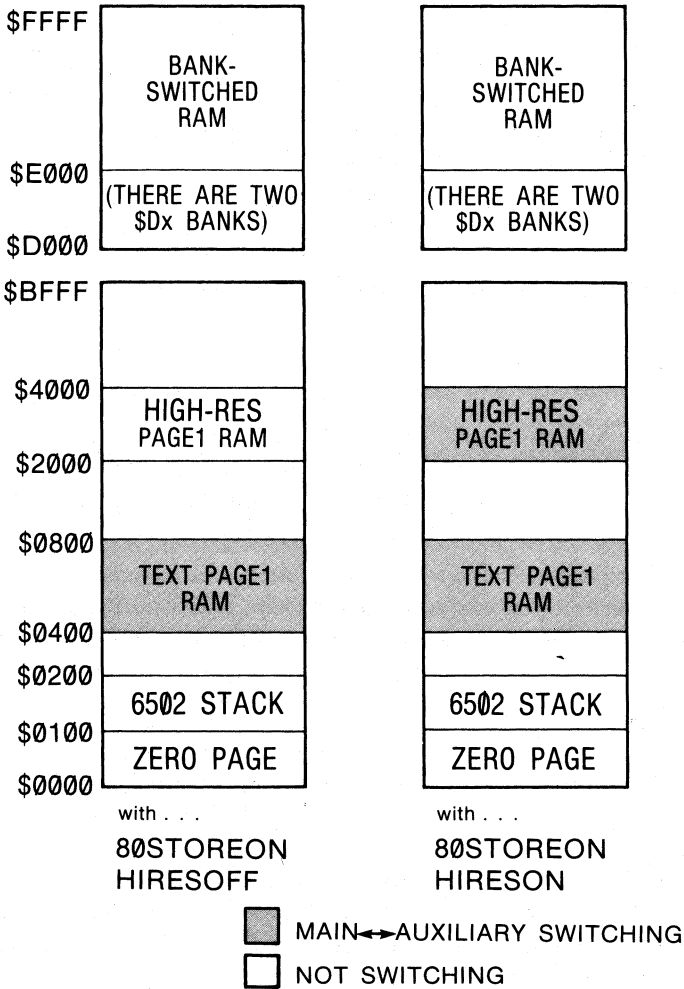 $FFFF
BANK-
SWITCHED
RAM
$E000
(THERE ARE TWO
$Dx BANKS)
$D000
BANK-
SWITCHED
RAM
(THERE ARE TWO
$Dx BANKS)
$BFFF
$4000
HIGH-RES
PAGE1 RAM
$2000
$0800
TEXT PAGE1
RAM
$0400
$0200
6502 STACK
$0100
ZERO PAGE
$0000
HIGH-RES
PAGE1 RAM
TEXT PAGE1
RAM
6502 STACK
ZERO PAGE
with . . .
80STOREON
HIRESOFF
with . . .
80STOREON
HIRESON
MAIN↔AUXILIARY SWITCHING
NOT SWITCHING